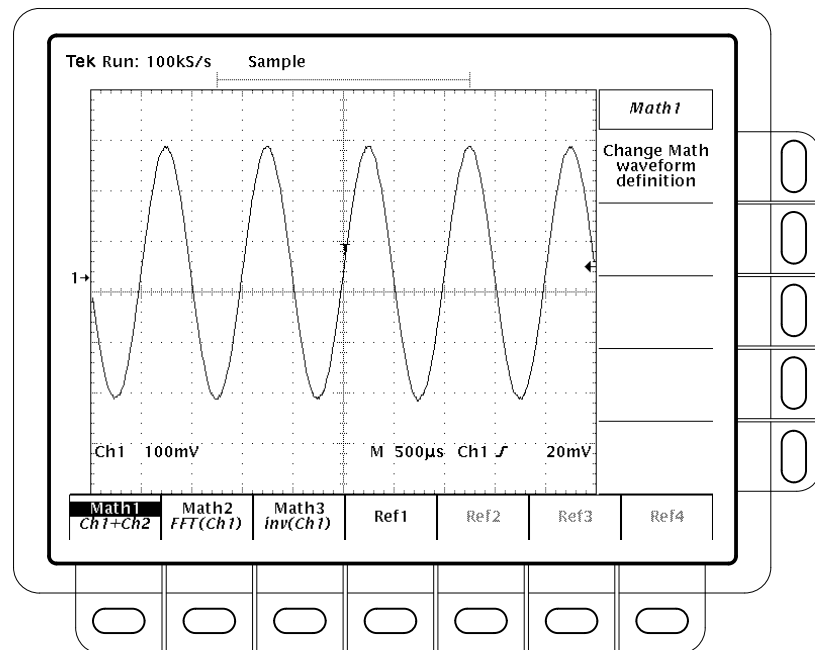 Tek Run: 100kS/s Sample
Math1
Change Math
waveform
definition
T
1→
Ch1 100mV M 500µs Ch1 20mV
Math1 Math2 Math3 Ref1 Ref2 Ref3 Ref4
Ch1+Ch2 FFT(Ch1) inv(Ch1)